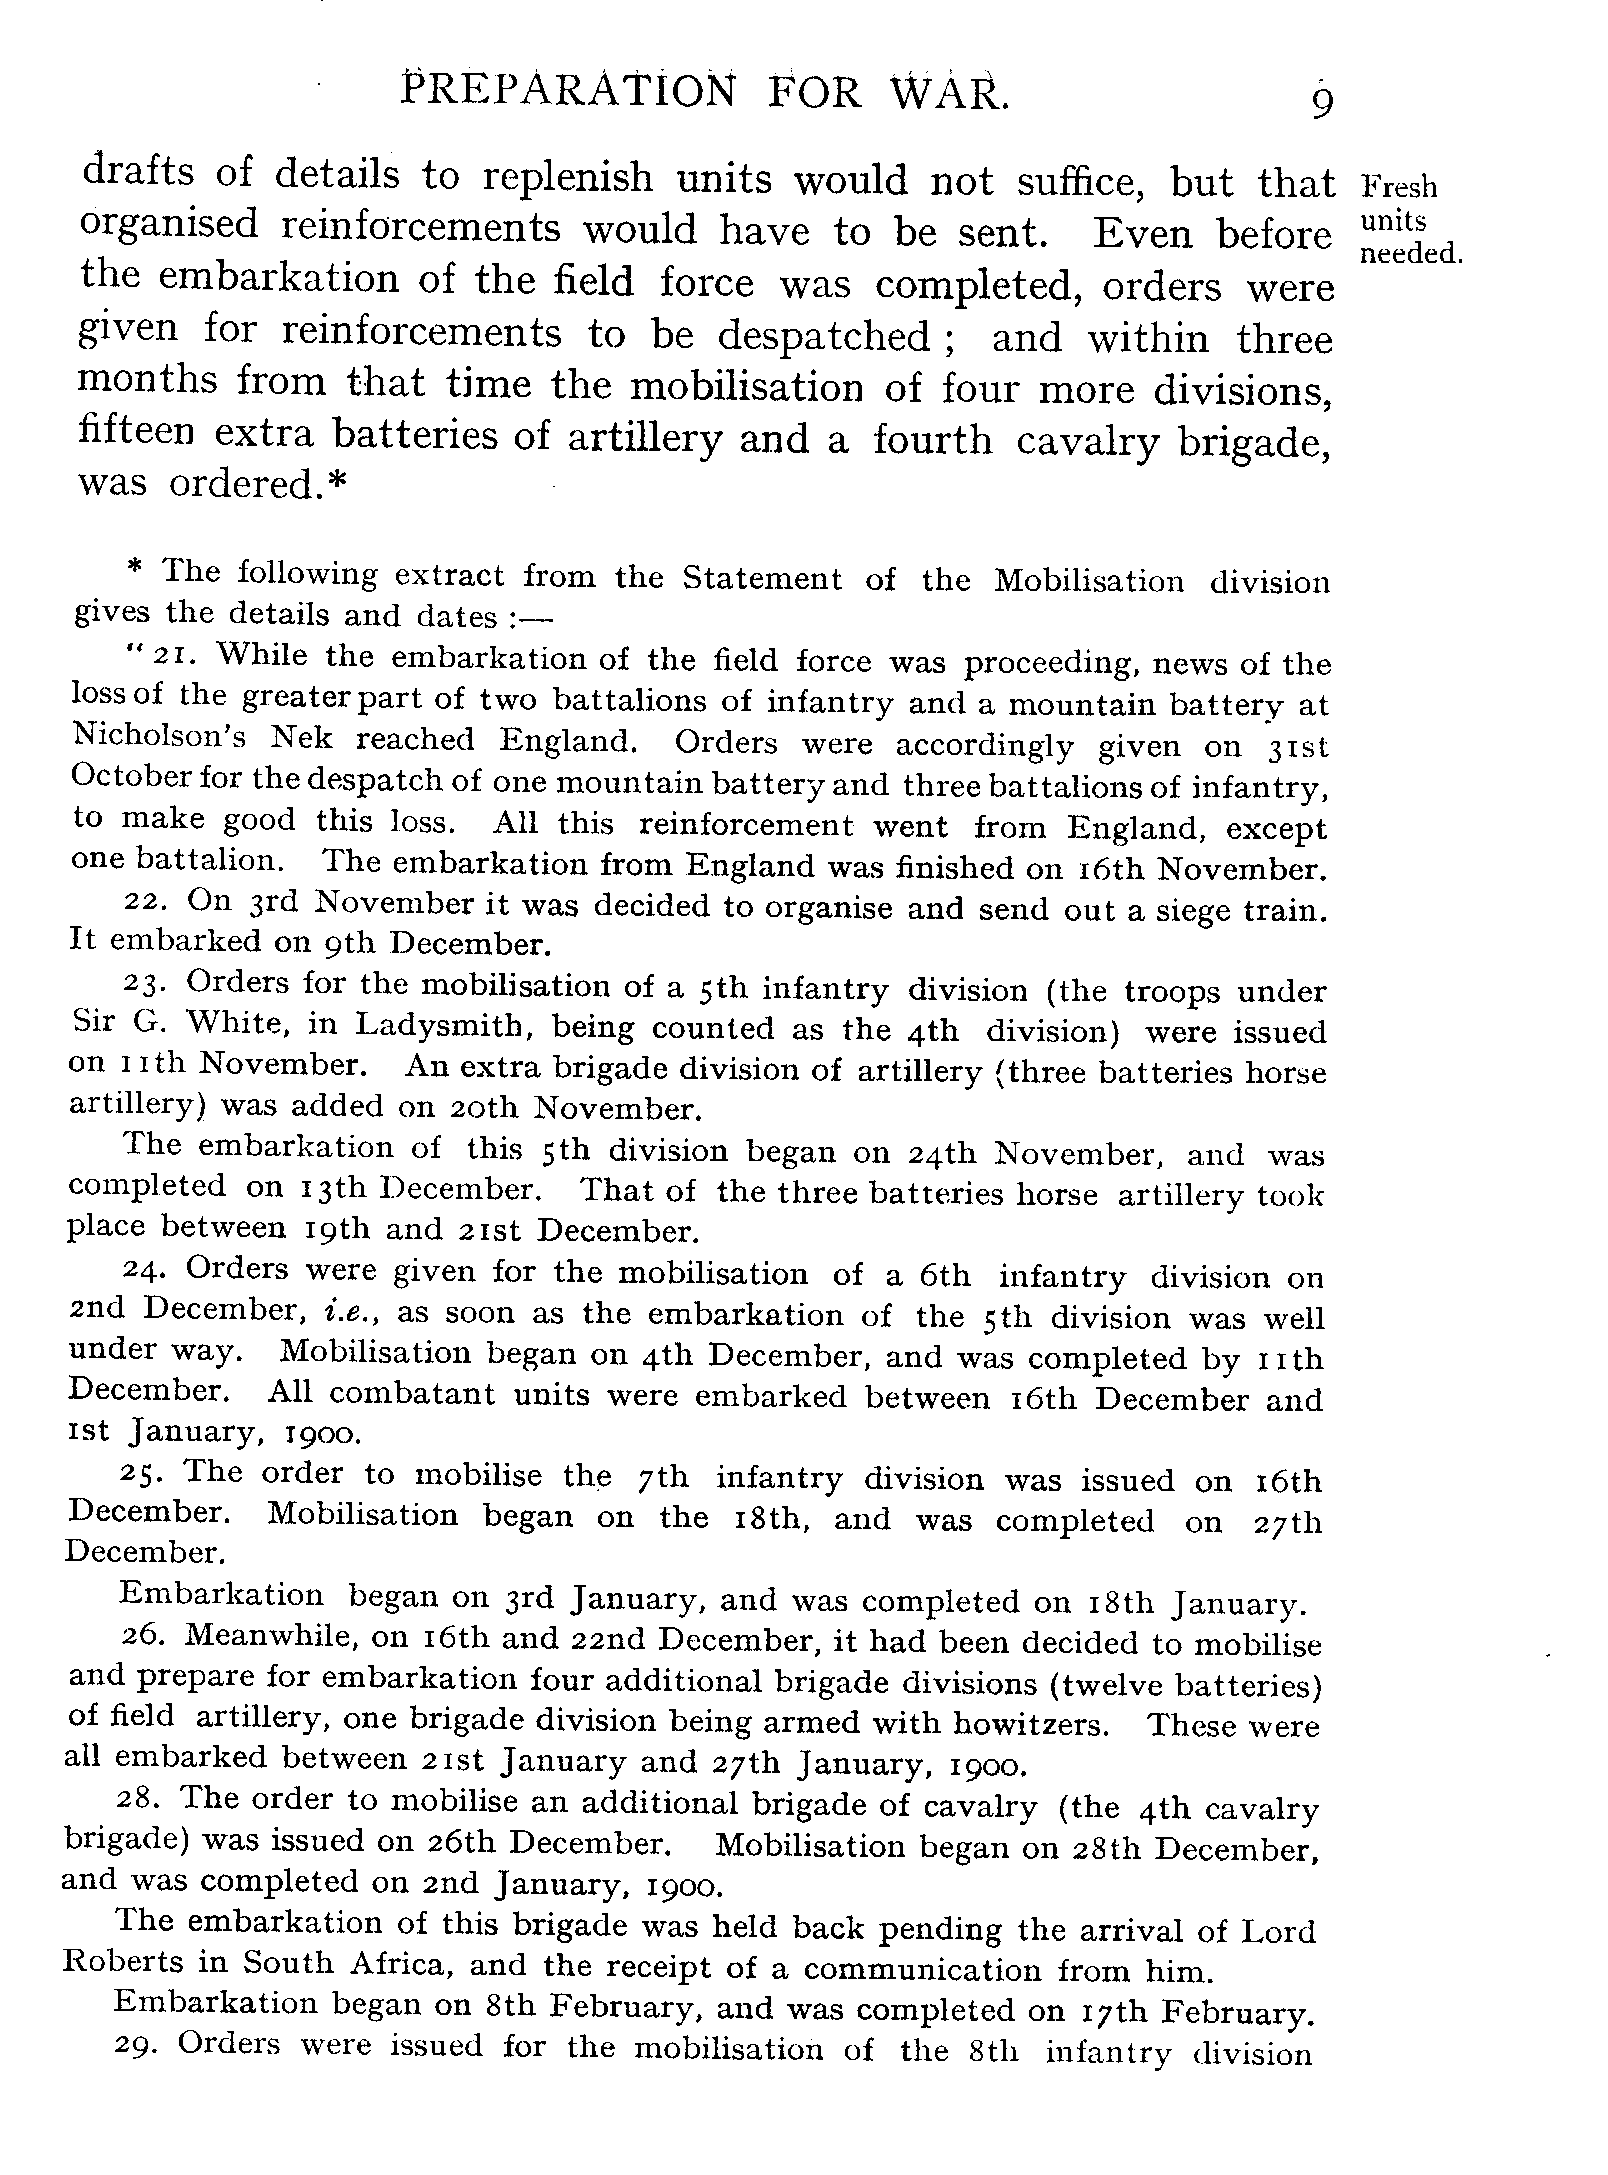 PREPARATION FOR WAR. 9
drafts of details to replenish units would not suffice, but that
organised reinforcements would have to be sent. Even before
the embarkation of the field force was completed, orders were
given for reinforcements to be despatched ; and within three
months from that time the mobilisation of four more divisions,
fifteen extra batteries of artillery and a fourth cavalry brigade,
was ordered.*
Fresh
units
needed.
* The following extract from the Statement of the Mobilisation division
gives the details and dates :—
“ 21. While the embarkation of the field force was proceeding, news of the
loss of the greater part of two battalions of infantry and a mountain battery at
Nicholson's Nek reached England. Orders were accordingly given on 31st
October for the despatch of one mountain battery and three battalions of infantry,
to make good this loss. All this reinforcement went from England, except
one battalion. The embarkation from England was finished on 16th November.
22. On 3rd November it was decided to organise and send out a siege train.
It embarked on 9th December.
23. Orders for the mobilisation of a 5th infantry division (the troops under
Sir G. White, in Ladysmith, being counted as the 4th division) were issued
on 11th November. An extra brigade division of artillery (three batteries horse
artillery) was added on 20th November.
The embarkation of this 5th division began on 24th November, and was
completed on 13th December. That of the three batteries horse artillery took
place between 19th and 21st December.
24. Orders were given for the mobilisation of a 6th infantry division on
2nd December, i.e., as soon as the embarkation of the 5th division was well
under way. Mobilisation began on 4th December, and was completed by 11th
December. All combatant units were embarked between 16th December and
1st January, 1900.
25. The order to mobilise the 7th infantry division was issued on 16th
December. Mobilisation began on the 18th, and was completed on 27th
December.
Embarkation began on 3rd January, and was completed on 18th January.
26. Meanwhile, on 16th and 22nd December, it had been decided to mobilise
and prepare for embarkation four additional brigade divisions (twelve batteries)
of field artillery, one brigade division being armed with howitzers. These were
all embarked between 21st January and 27th January, 1900.
28. The order to mobilise an additional brigade of cavalry (the 4th cavalry
brigade) was issued on 26th December. Mobilisation began on 28th December,
and was completed on 2nd January, 1900.
The embarkation of this brigade was held back pending the arrival of Lord
Roberts in South Africa, and the receipt of a communication from him.
Embarkation began on 8th February, and was completed on 17th February.
29. Orders were issued for the mobilisation of the 8th infantry division